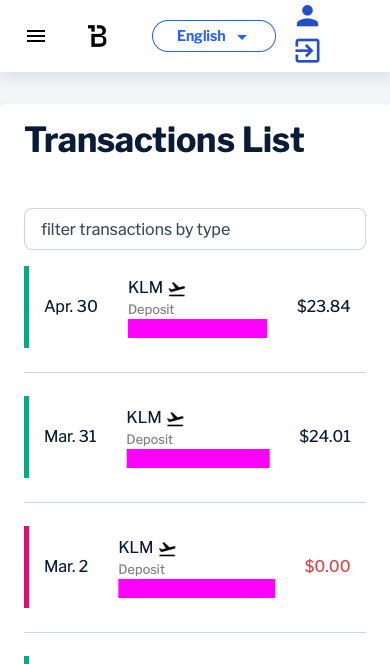 English
Transactions List
filter transactions by type
Apr. 30
KLM
Deposit
$23.84
Mar. 31
KLM
Deposit
$24.01
Mar. 2
KLM
Deposit
$0.00